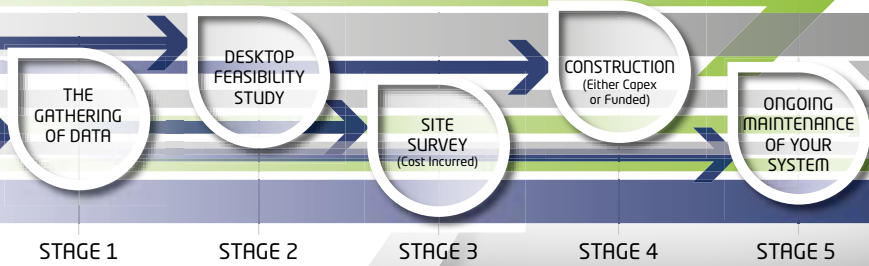 THE
GATHERING
OF DATA
DESKTOP
FEASIBILITY
STUDY
SITE
SURVEY
(Cost Incurred)
CONSTRUCTION
(Either Capex
or Funded)
ONGOING
MAINTENANCE
OF YOUR
SYSTEM
STAGE 1
STAGE 2
STAGE 3
STAGE 4
STAGE 5